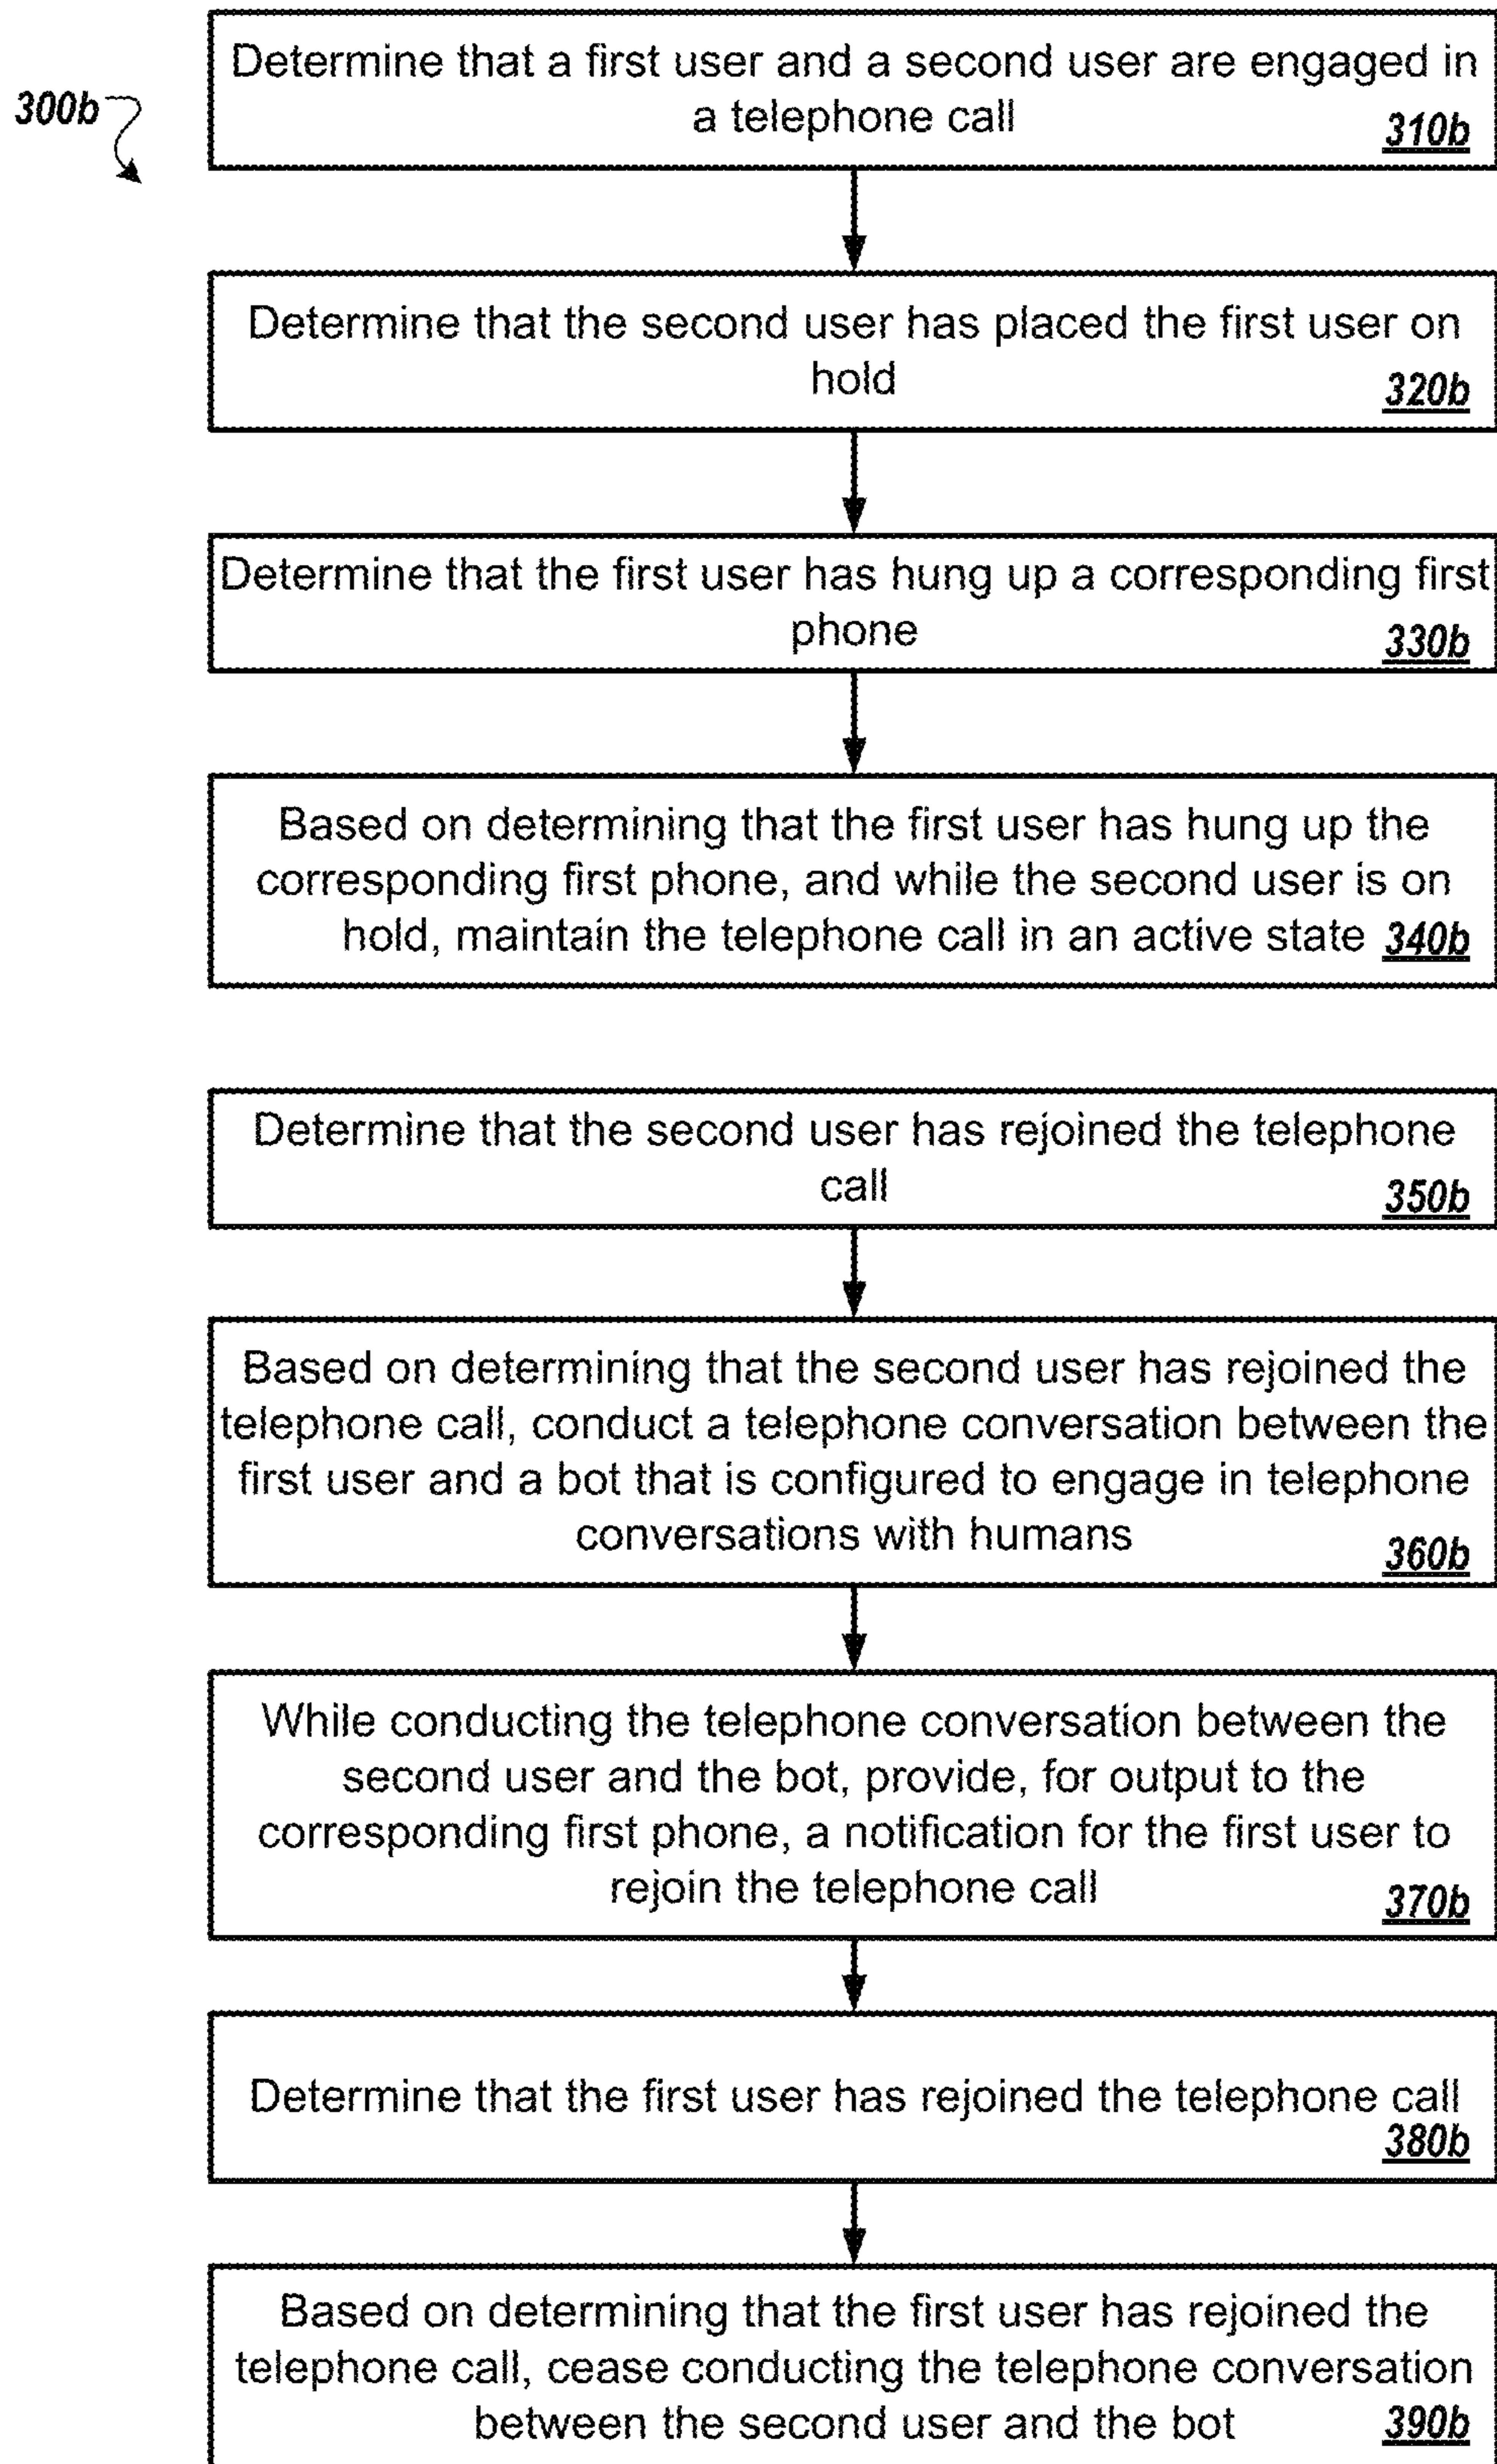 300b
Determine that a first user and a second user are engaged in
a telephone call
310b
Determine that the second user has placed the first user on
hold
320b
Determine that the first user has hung up a corresponding first
phone
330b
Based on determining that the first user has hung up the
corresponding first phone, and while the second user is on
hold, maintain the telephone call in an active state 340b
Determine that the second user has rejoined the telephone
call
350b
Based on determining that the second user has rejoined the
telephone call, conduct a telephone conversation between the
first user and a bot that is configured to engage in telephone
conversations with humans
360b
While conducting the telephone conversation between the
second user and the bot, provide, for output to the
corresponding first phone, a notification for the first user to
rejoin the telephone call
370b
Determine that the first user has rejoined the telephone call
380b
Based on determining that the first user has rejoined the
telephone call, cease conducting the telephone conversation
between the second user and the bot 390b